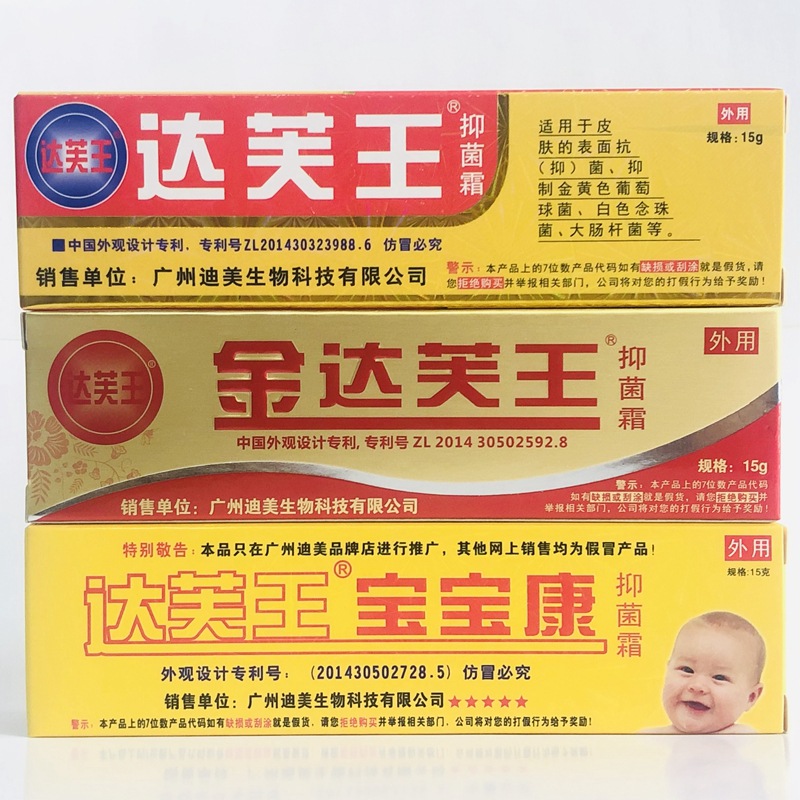 达芙王®
达芙王®
抑菌霜
适用于皮
肤的表面抗
(抑)菌、抑
制金黄色葡萄
球菌、白色念珠
菌、大肠杆菌等。
外用
规格:15g
■中国外观设计专利,专利号ZL201430323988.6 仿冒必究
销售单位:广州迪美生物科技有限公司
警示:本产品上的7位数产品代码如有缺损或刮涂就是假货,请
您拒绝购买并举报相关部门,公司将对您的打假行为给予奖励!
达芙王®
金达芙王®
抑菌霜
外用
中国外观设计专利,专利号 ZL 2014 30502592.8
规格:15g
销售单位:广州迪美生物科技有限公司
警示:本产品上的7位数产品代码
如有缺损或刮涂就是假货,请您拒绝购买并
举报相关部门,公司将对您的打假行为给予奖励!
特别敬告:本品只在广州迪美品牌店进行推广,其他网上销售均为假冒产品!
外用
规格:15克
达芙王®宝宝康
抑菌霜
外观设计专利号:(201430502728.5)仿冒必究
销售单位:广州迪美生物科技有限公司★★★★★
警示:本产品上的7位数产品代码如有缺损或刮涂就是假货,请您拒绝购买并举报相关部门,公司将对您的打假行为给予奖励!